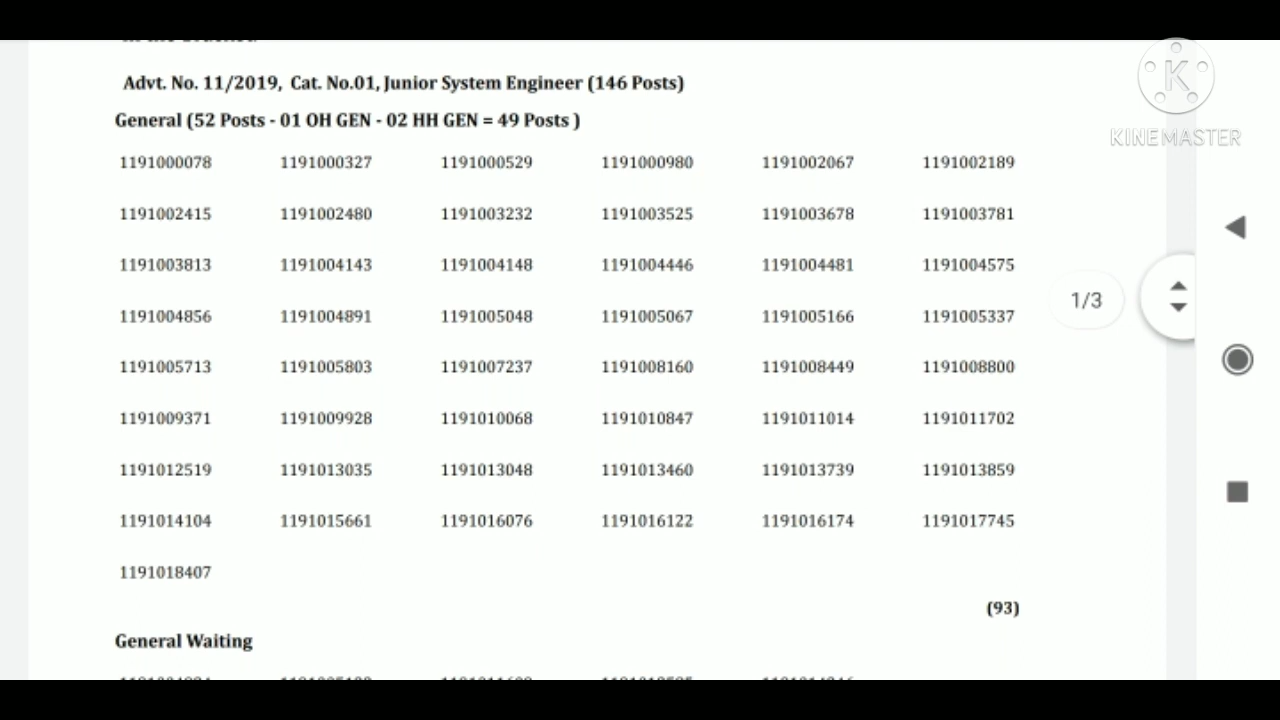 Advt. No. 11/2019, Cat. No.01, Junior System Engineer (146 Posts)
General (52 Posts - 01 OH GEN - 02 HH GEN = 49 Posts )
1191000078 1191000327 1191000529 1191000980 1191002067 1191002189
1191002415 1191002480 1191003232 1191003525 1191003678 1191003781
1191003813 1191004143 1191004148 1191004446 1191004481 1191004575
1191004856 1191004891 1191005048 1191005067 1191005166 1191005337
1191005713 1191005803 1191007237 1191008160 1191008449 1191008800
1191009371 1191009928 1191010068 1191010847 1191011014 1191011702
1191012519 1191013035 1191013048 1191013460 1191013739 1191013859
1191014104 1191015661 1191016076 1191016122 1191016174 1191017745
1191018407
(93)
General Waiting
K
KINEMASTER
1/3